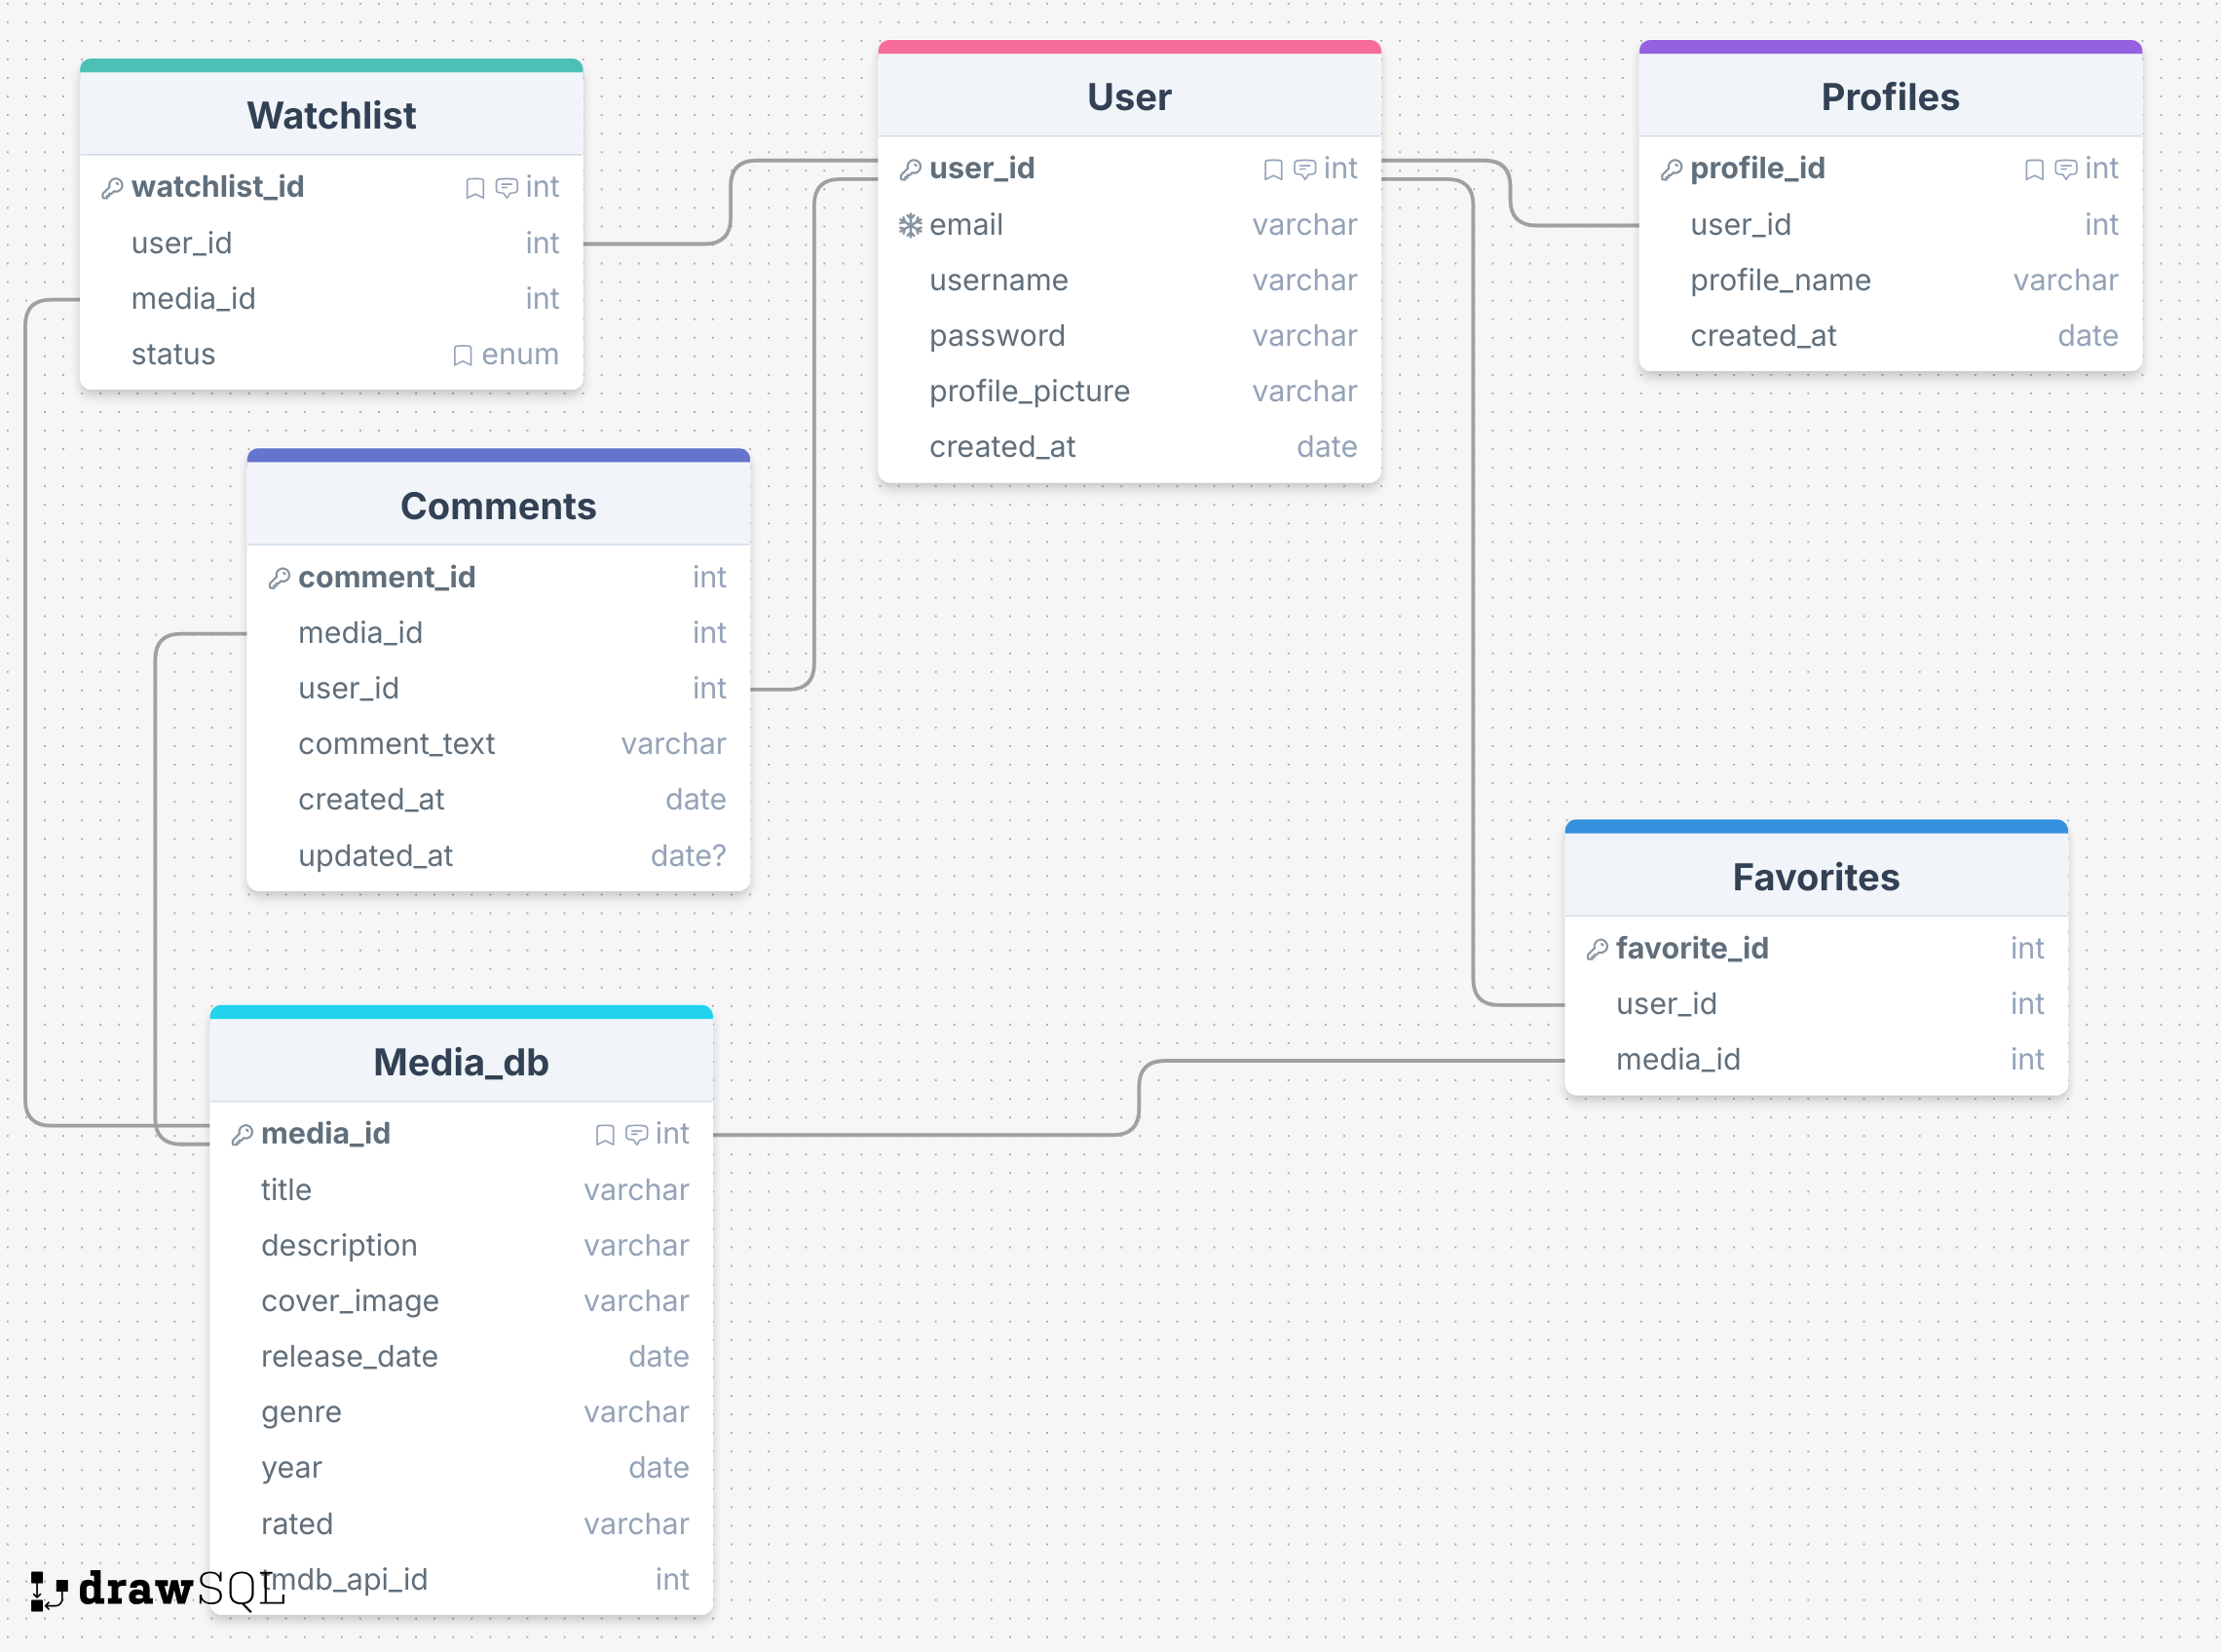 Watchlist
watchlist_id int
user_id int
media_id int
status enum
User
user_id int
email varchar
username varchar
password varchar
profile_picture varchar
created_at date
Profiles
profile_id int
user_id int
profile_name varchar
created_at date
Comments
comment_id int
media_id int
user_id int
comment_text varchar
created_at date
updated_at date?
Favorites
favorite_id int
user_id int
media_id int
Media_db
media_id int
title varchar
description varchar
cover_image varchar
release_date date
genre varchar
year date
rated varchar
tmdb_api_id int
drawSQL